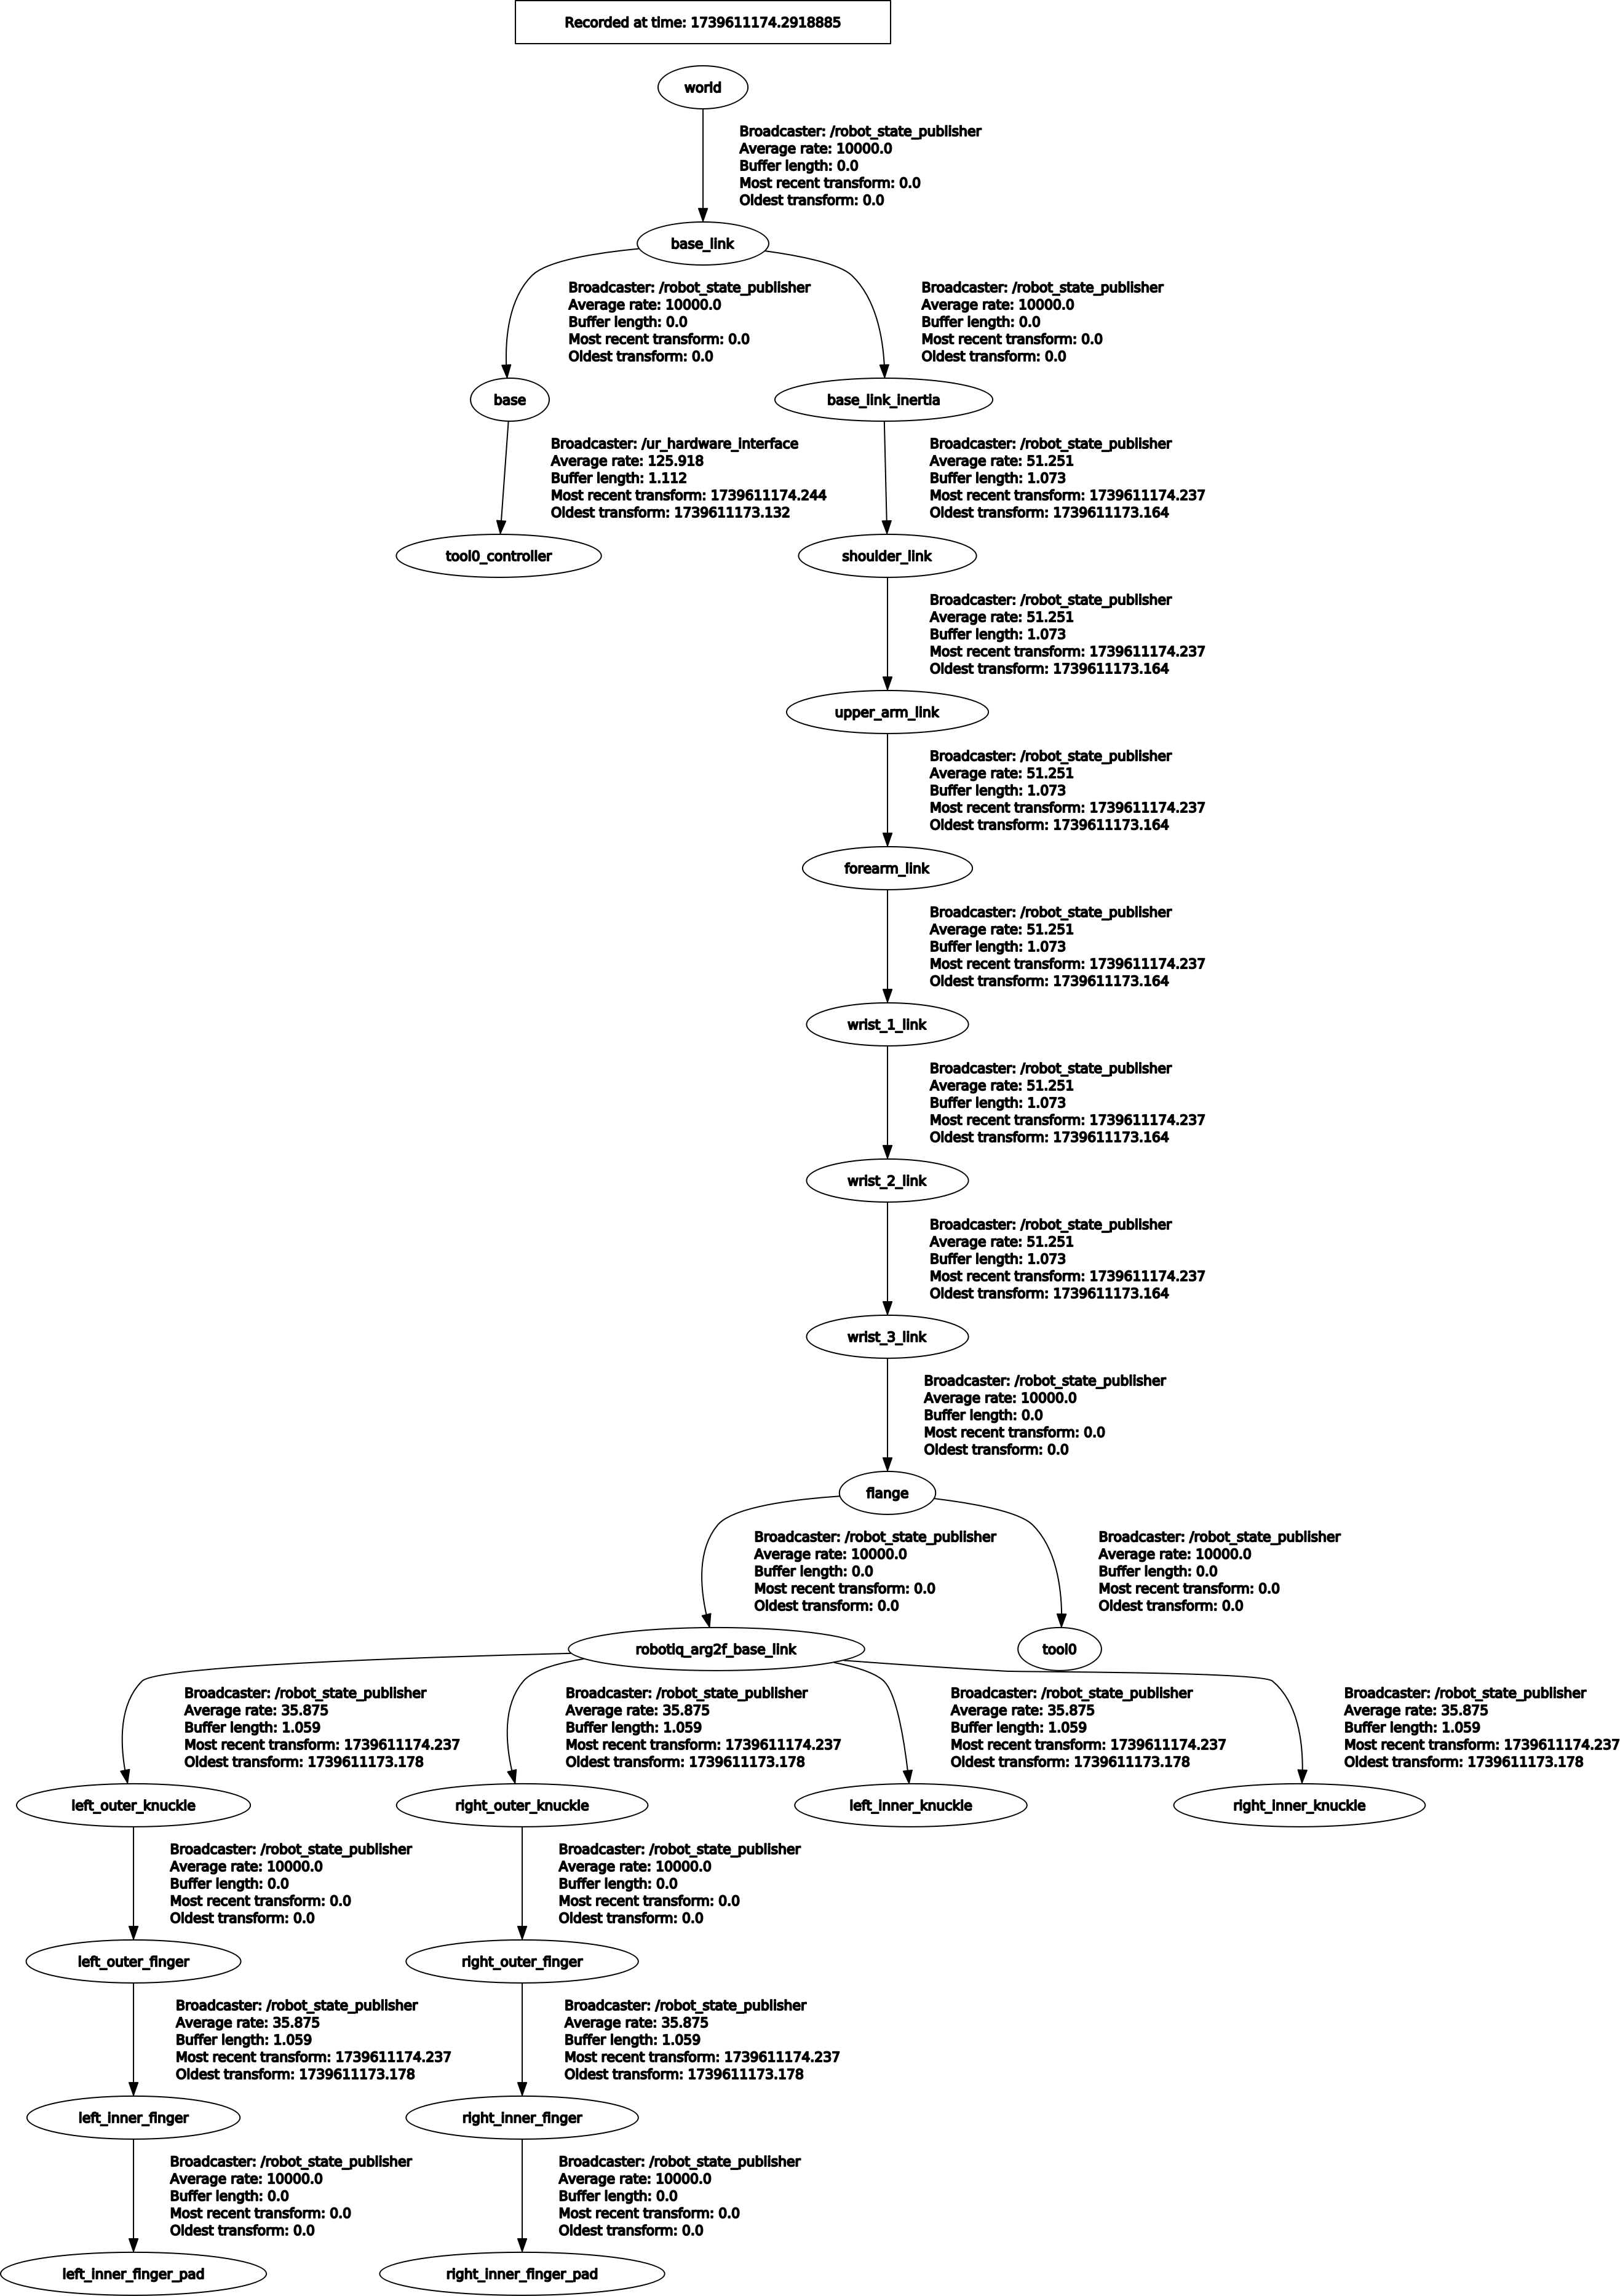 Recorded at time: 1739611174.2918885
world
Broadcaster: /robot_state_publisher
Average rate: 10000.0
Buffer length: 0.0
Most recent transform: 0.0
Oldest transform: 0.0
base_link
Broadcaster: /robot_state_publisher
Average rate: 10000.0
Buffer length: 0.0
Most recent transform: 0.0
Oldest transform: 0.0
Broadcaster: /robot_state_publisher
Average rate: 10000.0
Buffer length: 0.0
Most recent transform: 0.0
Oldest transform: 0.0
base
base_link_inertia
Broadcaster: /ur_hardware_interface
Average rate: 125.918
Buffer length: 1.112
Most recent transform: 1739611174.244
Oldest transform: 1739611173.132
Broadcaster: /robot_state_publisher
Average rate: 51.251
Buffer length: 1.073
Most recent transform: 1739611174.237
Oldest transform: 1739611173.164
tool0_controller
shoulder_link
Broadcaster: /robot_state_publisher
Average rate: 51.251
Buffer length: 1.073
Most recent transform: 1739611174.237
Oldest transform: 1739611173.164
upper_arm_link
Broadcaster: /robot_state_publisher
Average rate: 51.251
Buffer length: 1.073
Most recent transform: 1739611174.237
Oldest transform: 1739611173.164
forearm_link
Broadcaster: /robot_state_publisher
Average rate: 51.251
Buffer length: 1.073
Most recent transform: 1739611174.237
Oldest transform: 1739611173.164
wrist_1_link
Broadcaster: /robot_state_publisher
Average rate: 51.251
Buffer length: 1.073
Most recent transform: 1739611174.237
Oldest transform: 1739611173.164
wrist_2_link
Broadcaster: /robot_state_publisher
Average rate: 51.251
Buffer length: 1.073
Most recent transform: 1739611174.237
Oldest transform: 1739611173.164
wrist_3_link
Broadcaster: /robot_state_publisher
Average rate: 10000.0
Buffer length: 0.0
Most recent transform: 0.0
Oldest transform: 0.0
flange
Broadcaster: /robot_state_publisher
Average rate: 10000.0
Buffer length: 0.0
Most recent transform: 0.0
Oldest transform: 0.0
Broadcaster: /robot_state_publisher
Average rate: 10000.0
Buffer length: 0.0
Most recent transform: 0.0
Oldest transform: 0.0
robotiq_arg2f_base_link
tool0
Broadcaster: /robot_state_publisher
Average rate: 35.875
Buffer length: 1.059
Most recent transform: 1739611174.237
Oldest transform: 1739611173.178
Broadcaster: /robot_state_publisher
Average rate: 35.875
Buffer length: 1.059
Most recent transform: 1739611174.237
Oldest transform: 1739611173.178
Broadcaster: /robot_state_publisher
Average rate: 35.875
Buffer length: 1.059
Most recent transform: 1739611174.237
Oldest transform: 1739611173.178
Broadcaster: /robot_state_publisher
Average rate: 35.875
Buffer length: 1.059
Most recent transform: 1739611174.237
Oldest transform: 1739611173.178
left_outer_knuckle
right_outer_knuckle
left_inner_knuckle
right_inner_knuckle
Broadcaster: /robot_state_publisher
Average rate: 10000.0
Buffer length: 0.0
Most recent transform: 0.0
Oldest transform: 0.0
Broadcaster: /robot_state_publisher
Average rate: 10000.0
Buffer length: 0.0
Most recent transform: 0.0
Oldest transform: 0.0
left_outer_finger
right_outer_finger
Broadcaster: /robot_state_publisher
Average rate: 35.875
Buffer length: 1.059
Most recent transform: 1739611174.237
Oldest transform: 1739611173.178
Broadcaster: /robot_state_publisher
Average rate: 35.875
Buffer length: 1.059
Most recent transform: 1739611174.237
Oldest transform: 1739611173.178
left_inner_finger
right_inner_finger
Broadcaster: /robot_state_publisher
Average rate: 10000.0
Buffer length: 0.0
Most recent transform: 0.0
Oldest transform: 0.0
Broadcaster: /robot_state_publisher
Average rate: 10000.0
Buffer length: 0.0
Most recent transform: 0.0
Oldest transform: 0.0
left_inner_finger_pad
right_inner_finger_pad